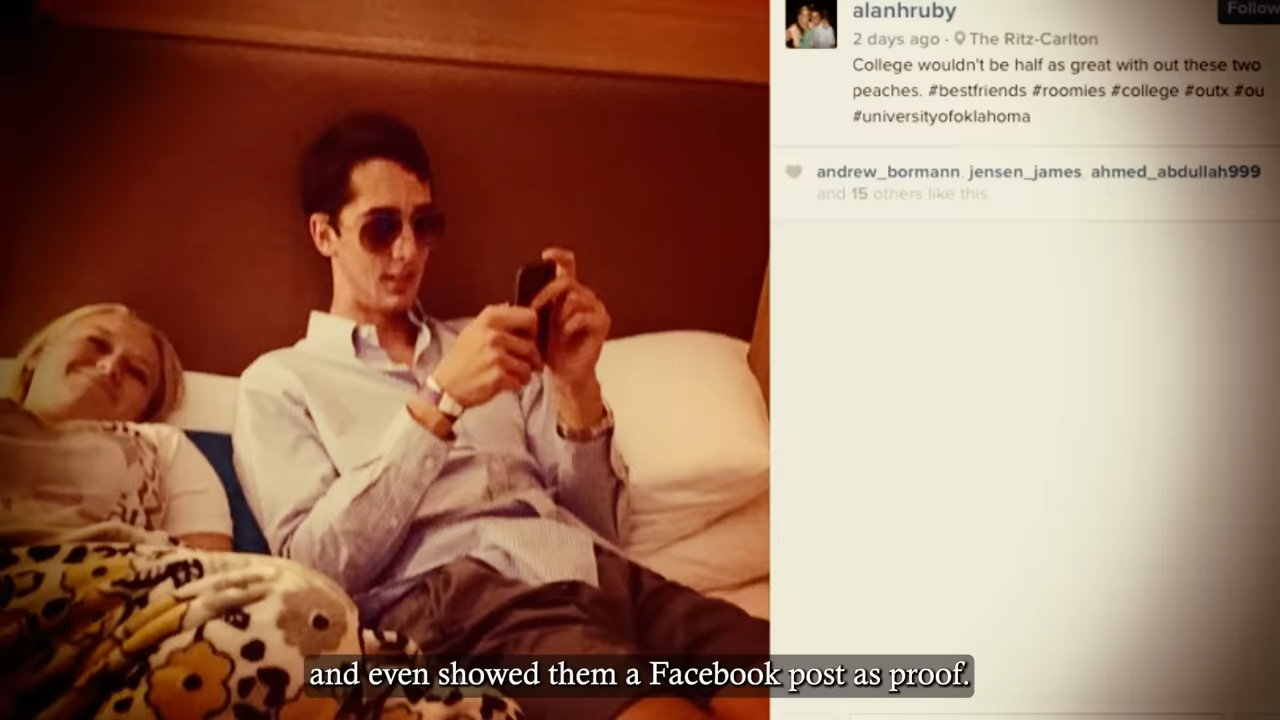 alanhruby
Follow
2 days ago · The Ritz-Carlton
College wouldn't be half as great with out these two
peaches. #bestfriends #roomies #college #outx #ou
#universityofoklahoma
andrew_bormann, jensen_james, ahmed_abdullah999
and 15 others like this
and even showed them a Facebook post as proof.